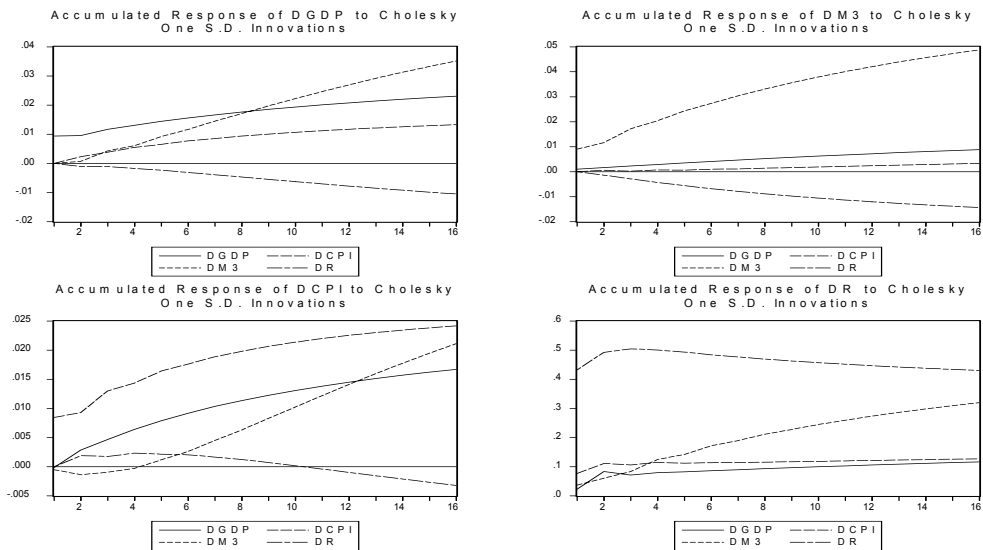 Accumulated Response of DGDP to Cholesky
One S.D. Innovations
.04
.03
.02
.01
.00
-.01
-.02
2 4 6 8 10 12 14 16
DGDP DCPI
DM3 DR
Accumulated Response of DM3 to Cholesky
One S.D. Innovations
.05
.04
.03
.02
.01
.00
-.01
-.02
2 4 6 8 10 12 14 16
DGDP DCPI
DM3 DR
Accumulated Response of DCPI to Cholesky
One S.D. Innovations
.025
.020
.015
.010
.005
.000
-.005
2 4 6 8 10 12 14 16
DGDP DCPI
DM3 DR
Accumulated Response of DR to Cholesky
One S.D. Innovations
.6
.5
.4
.3
.2
.1
.0
2 4 6 8 10 12 14 16
DGDP DCPI
DM3 DR